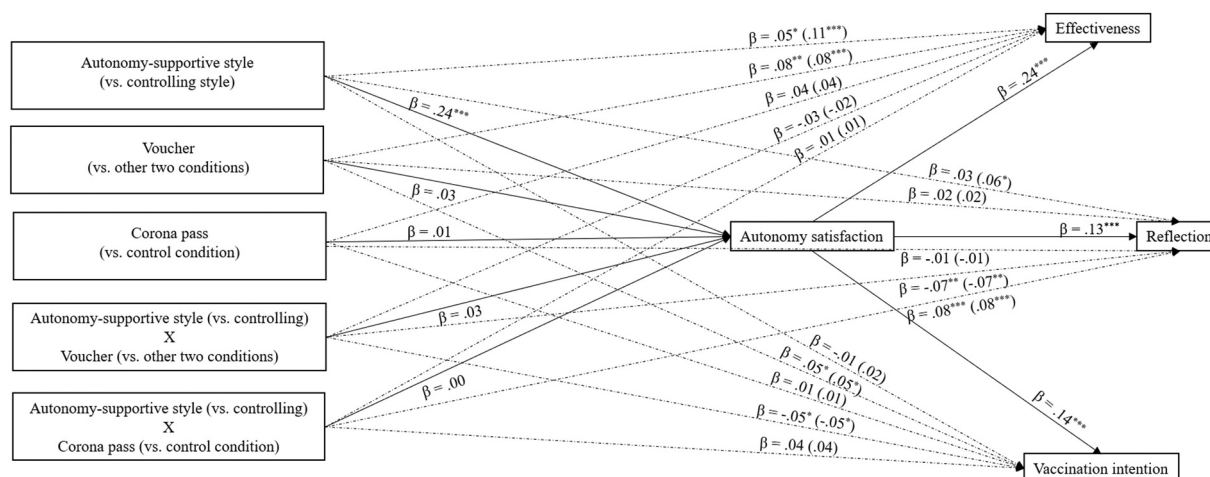 Effectiveness
Autonomy-supportive style
(vs. controlling style)
β = .05* (.11***)
β = .08** (.08***)
β = .04 (.04)
β = -.03 (-.02)
β = .01 (.01)
β = .24***
β = .24***
Voucher
(vs. other two conditions)
β = .03
β = .03 (.06*)
β = .02 (.02)
Corona pass
(vs. control condition)
β = .01
Autonomy satisfaction
β = .13***
Reflection
β = -.01 (-.01)
β = -.07** (-.07**)
β = .08*** (.08***)
Autonomy-supportive style (vs. controlling)
X
Voucher (vs. other two conditions)
β = .03
β = .00
β = -.01 (.02)
β = .05* (.05*)
β = .01 (.01)
β = -.05* (-.05*)
β = .04 (.04)
β = .14***
Autonomy-supportive style (vs. controlling)
X
Corona pass (vs. control condition)
Vaccination intention